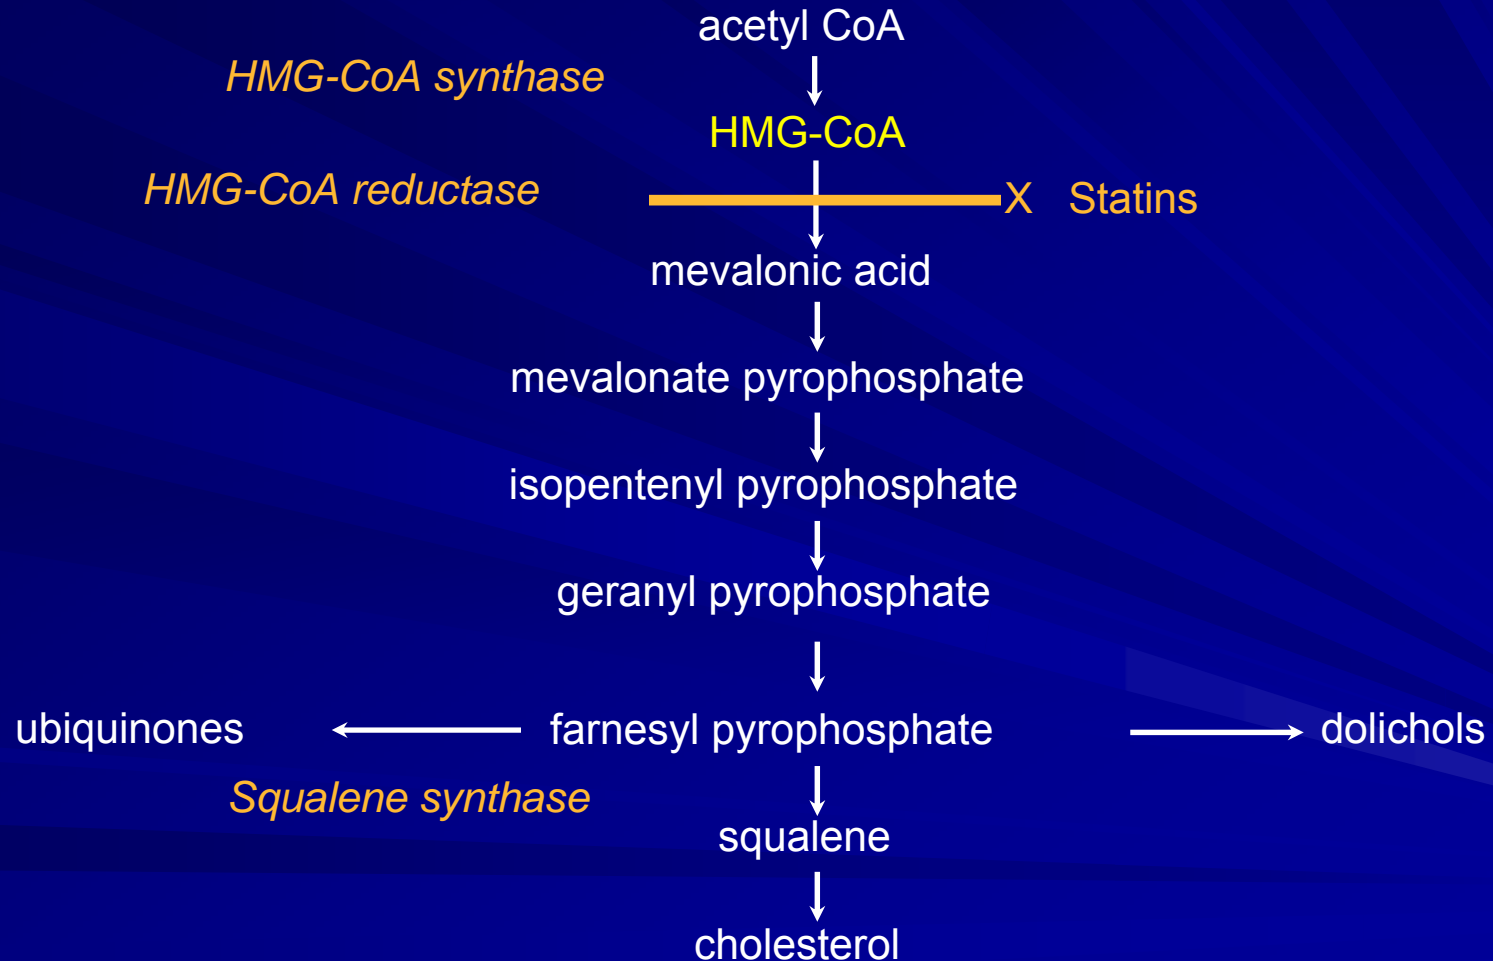 acetyl CoA
HMG-CoA synthase
HMG-CoA
HMG-CoA reductase
X Statins
mevalonic acid
mevalonate pyrophosphate
isopentenyl pyrophosphate
geranyl pyrophosphate
ubiquinones
farnesyl pyrophosphate
dolichols
Squalene synthase
squalene
cholesterol